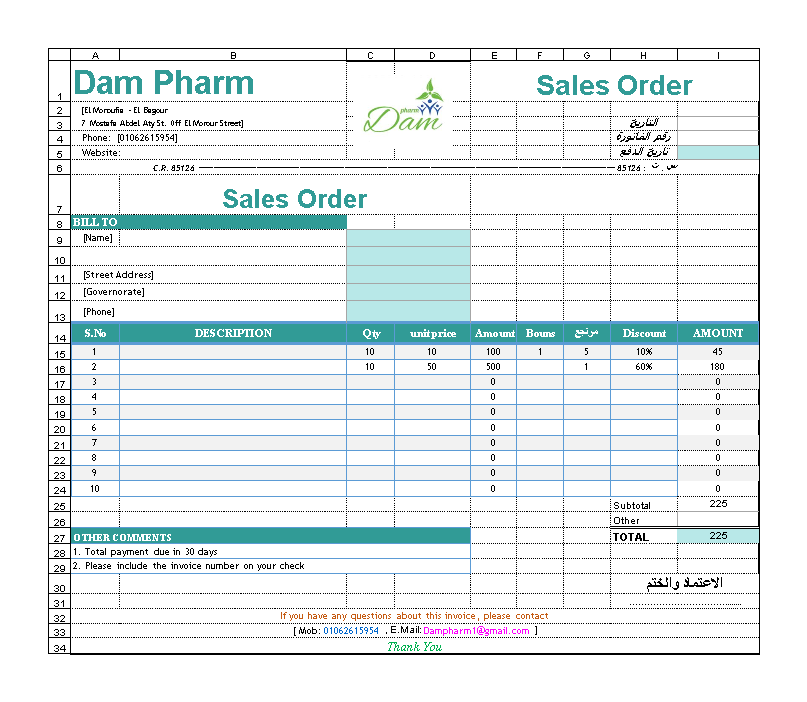 A B C D E F G H I
1 Dam Pharm Sales Order
pharm
Dam
2 [El Moroufie - El Bagour
3 7 Mostafa Abdel Aty St. Off El Morour Street] التاريخ
4 Phone: [01062615954] رقم الفاتورة
5 Website: تاريخ الدفع
6 C.R. 85126 س . ت : 85126
7 Sales Order
8 BILL TO
9 [Name]
10
11 [Street Address]
12 [Governorate]
13 [Phone]
14 S.No DESCRIPTION Qty unitprice Amount Bouns مرتجع Discount AMOUNT
15 1 10 10 100 1 5 10% 45
16 2 10 50 500 1 60% 180
17 3 0 0
18 4 0 0
19 5 0 0
20 6 0 0
21 7 0 0
22 8 0 0
23 9 0 0
24 10 0 0
25 Subtotal 225
26 Other
27 OTHER COMMENTS TOTAL 225
28 1. Total payment due in 30 days
29 2. Please include the invoice number on your check
30 الاعتماد والختم
31 ................................
32 If you have any questions about this invoice, please contact
33 [ Mob: 01062615954 , E.Mail: Dampharm1@gmail.com ]
34 Thank You